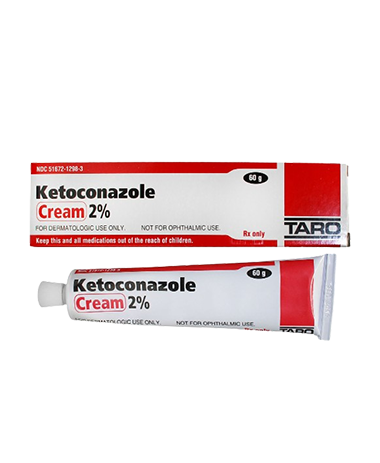 NDC 51672-1298-3
Ketoconazole
60 g
Cream 2%
FOR DERMATOLOGIC USE ONLY. NOT FOR OPHTHALMIC USE.
Rx only
TARO
Keep this and all medications out of the reach of children.
Ketoconazole
60 g
Cream 2%
FOR DERMATOLOGIC USE ONLY. NOT FOR OPHTHALMIC USE.